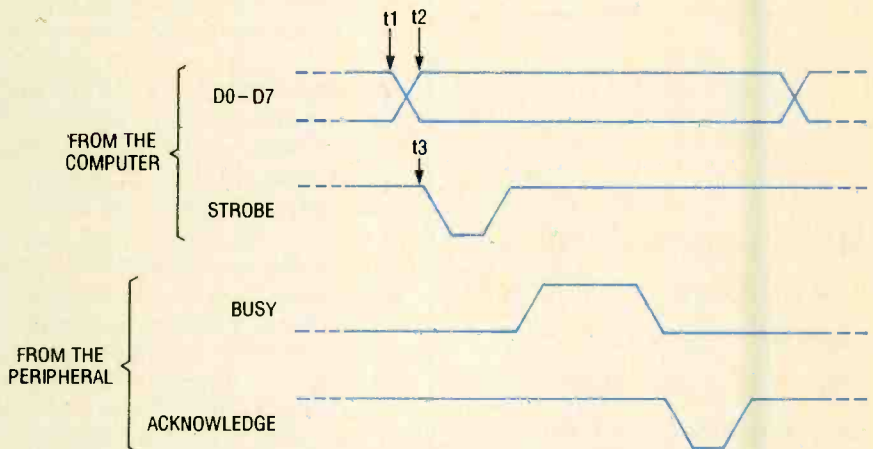 t1 t2
D0–D7
FROM THE
COMPUTER
t3
STROBE
BUSY
FROM THE
PERIPHERAL
ACKNOWLEDGE